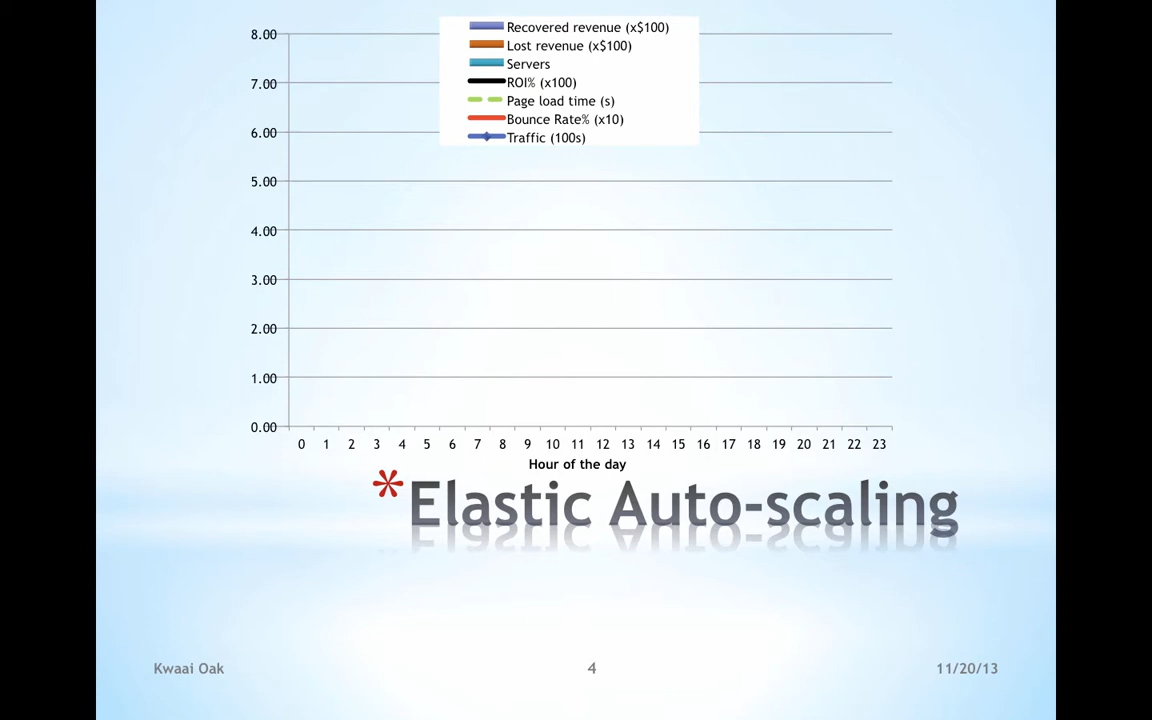 Recovered revenue (x$100)
Lost revenue (x$100)
Servers
ROI% (x100)
Page load time (s)
Bounce Rate% (x10)
Traffic (100s)
8.00
7.00
6.00
5.00
4.00
3.00
2.00
1.00
0.00
0 1 2 3 4 5 6 7 8 9 10 11 12 13 14 15 16 17 18 19 20 21 22 23
Hour of the day
*Elastic Auto-scaling
Kwaai Oak 4 11/20/13